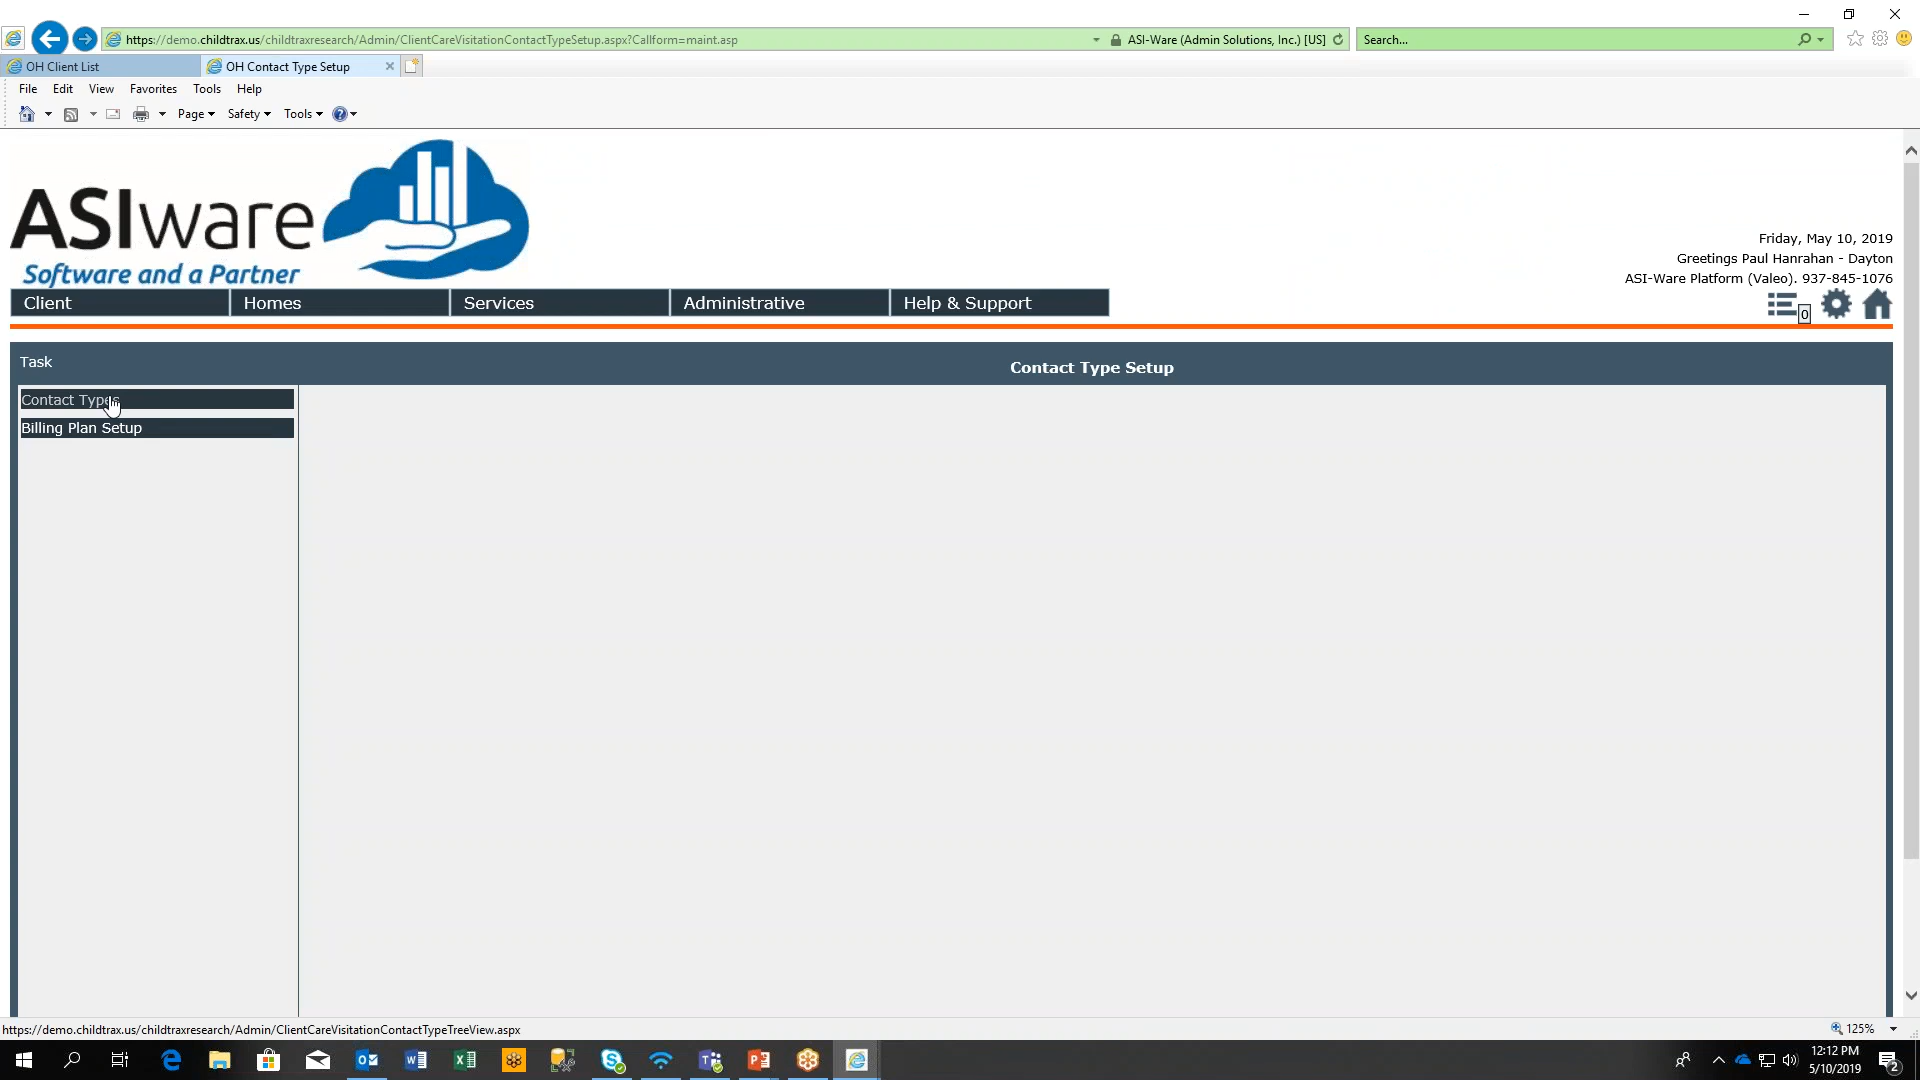 https://demo.childtrax.us/childtraxresearch/Admin/ClientCareVisitationContactTypeSetup.aspx?Callform=maint.asp
ASI-Ware (Admin Solutions, Inc.) [US]
Search...
OH Client List
OH Contact Type Setup
File Edit View Favorites Tools Help
Page Safety Tools
ASIware
Software and a Partner
Friday, May 10, 2019
Greetings Paul Hanrahan - Dayton
ASI-Ware Platform (Valeo). 937-845-1076
Client Homes Services Administrative Help & Support
0
Task
Contact Type Setup
Contact Types
Billing Plan Setup
https://demo.childtrax.us/childtraxresearch/Admin/ClientCareVisitationContactTypeTreeView.aspx
125%
12:12 PM
5/10/2019
2